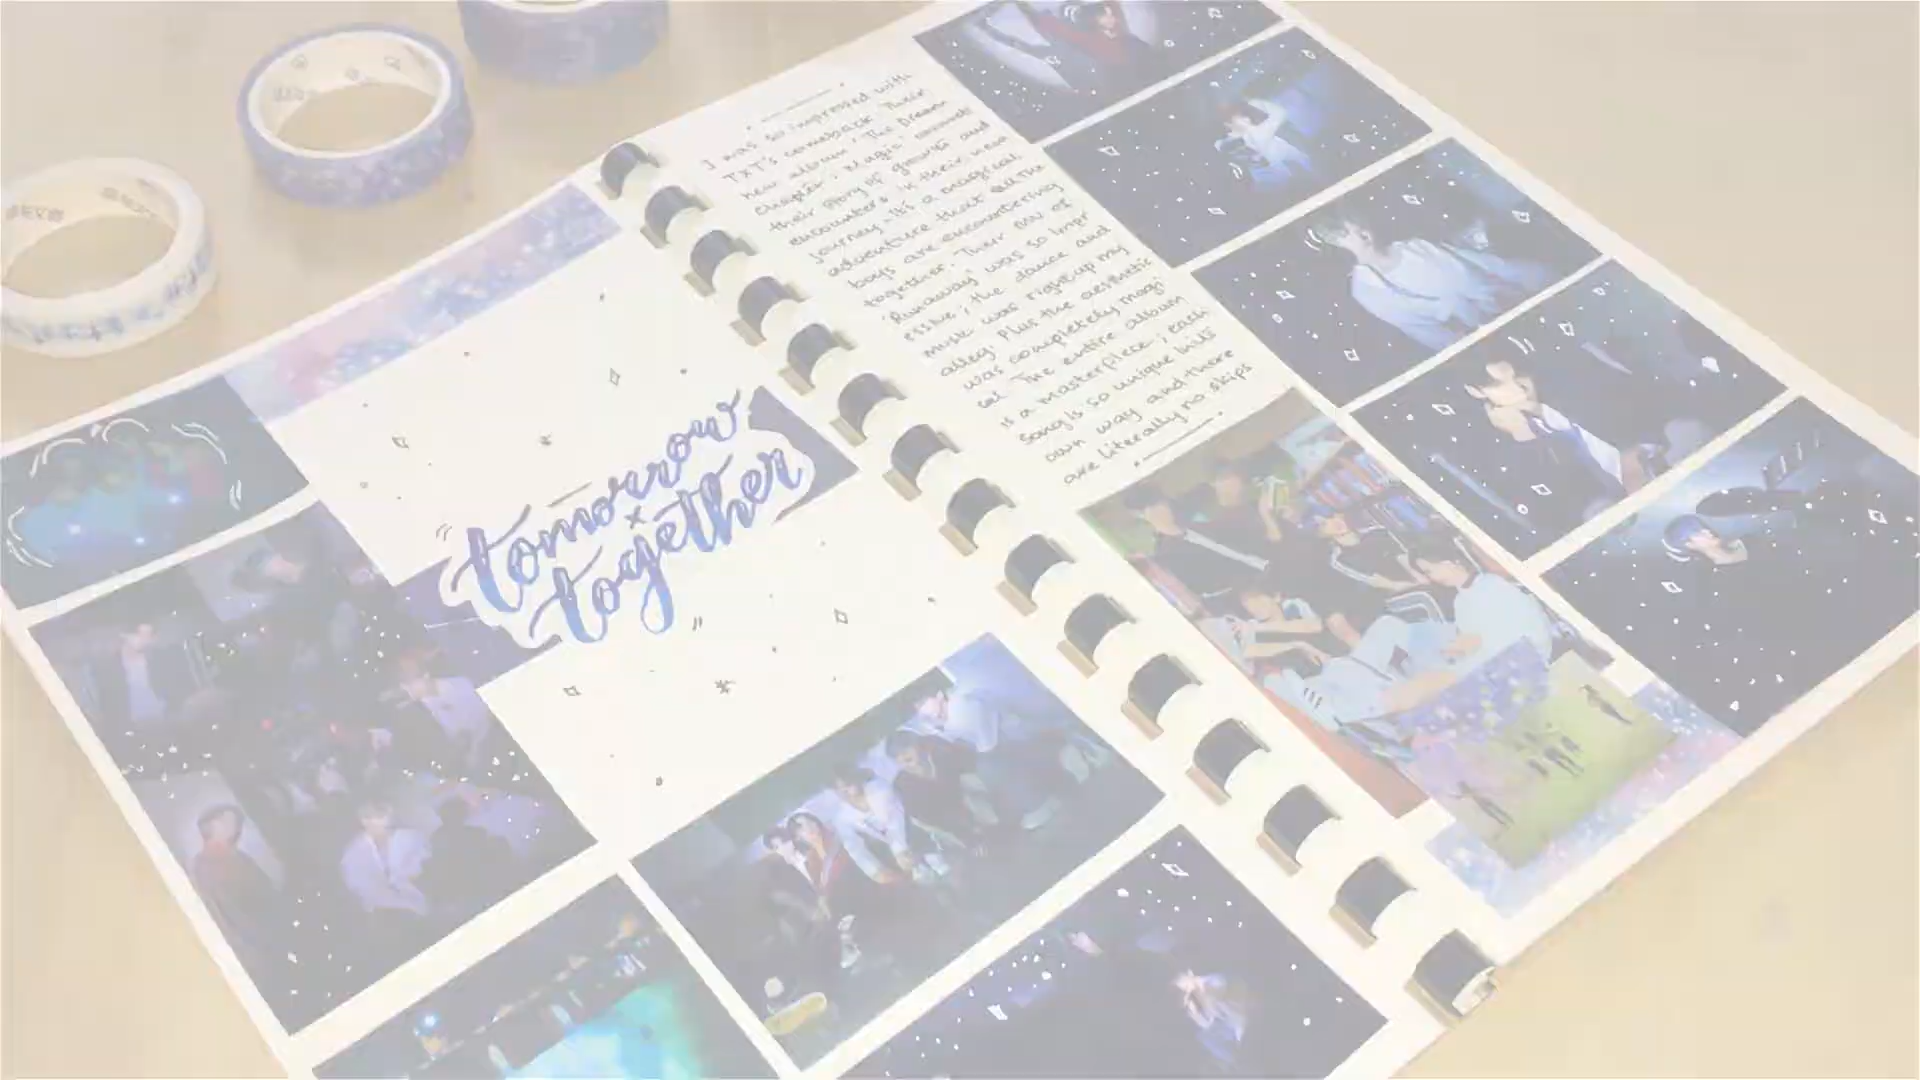 tomorrow
x
together
I was so impressed with
TXT's comeback. Their
new album, 'The Dream
Chapter: Magic' recounts
their story of growth and
encounters in their new
journey. It's a magical
adventure that all the
boys are encountering
together. Their MV of
'Runaway' was so impr
essive, the dance and
music was right up my
alley! Plus the aesthetic
was completely magi
cal. The entire album
is a masterpiece, each
song is so unique in it's
own way and there
are literally no skips